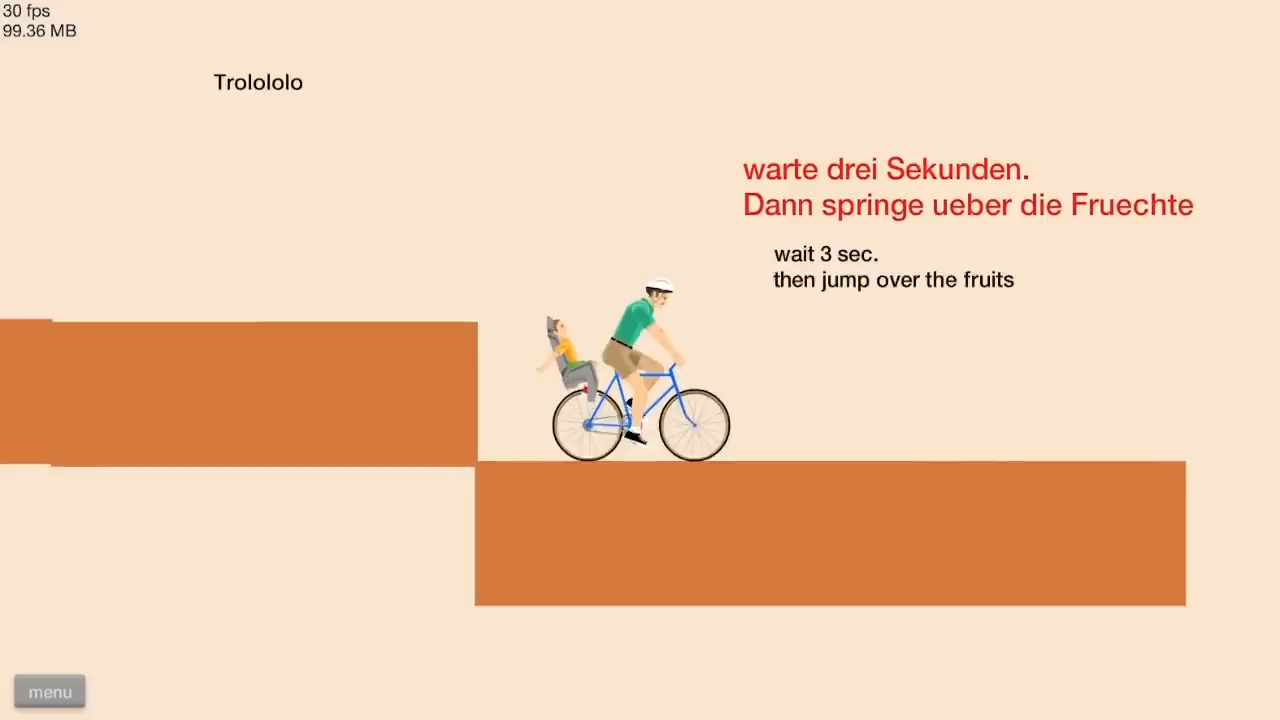 30 fps
99.36 MB
Trolololo
warte drei Sekunden.
Dann springe ueber die Fruechte
wait 3 sec.
then jump over the fruits
menu